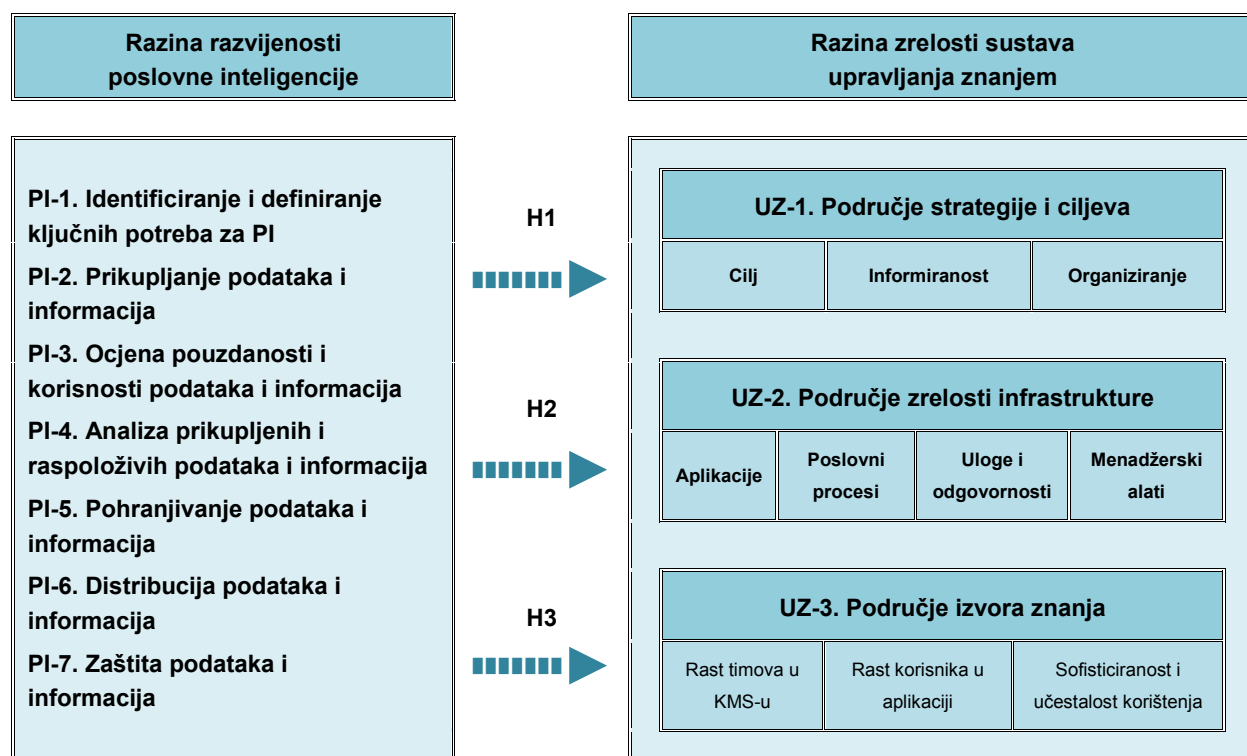 Razina razvijenosti
poslovne inteligencije
Razina zrelosti sustava
upravljanja znanjem
PI-1. Identificiranje i definiranje
ključnih potreba za PI
PI-2. Prikupljanje podataka i
informacija
PI-3. Ocjena pouzdanosti i
korisnosti podataka i informacija
PI-4. Analiza prikupljenih i
raspoloživih podataka i informacija
PI-5. Pohranjivanje podataka i
informacija
PI-6. Distribucija podataka i
informacija
PI-7. Zaštita podataka i
informacija
H1
H2
H3
UZ-1. Područje strategije i ciljeva
Cilj
Informiranost
Organiziranje
UZ-2. Područje zrelosti infrastrukture
Aplikacije
Poslovni
procesi
Uloge i
odgovornosti
Menadžerski
alati
UZ-3. Područje izvora znanja
Rast timova u
KMS-u
Rast korisnika u
aplikaciji
Sofisticiranost i
učestalost korištenja